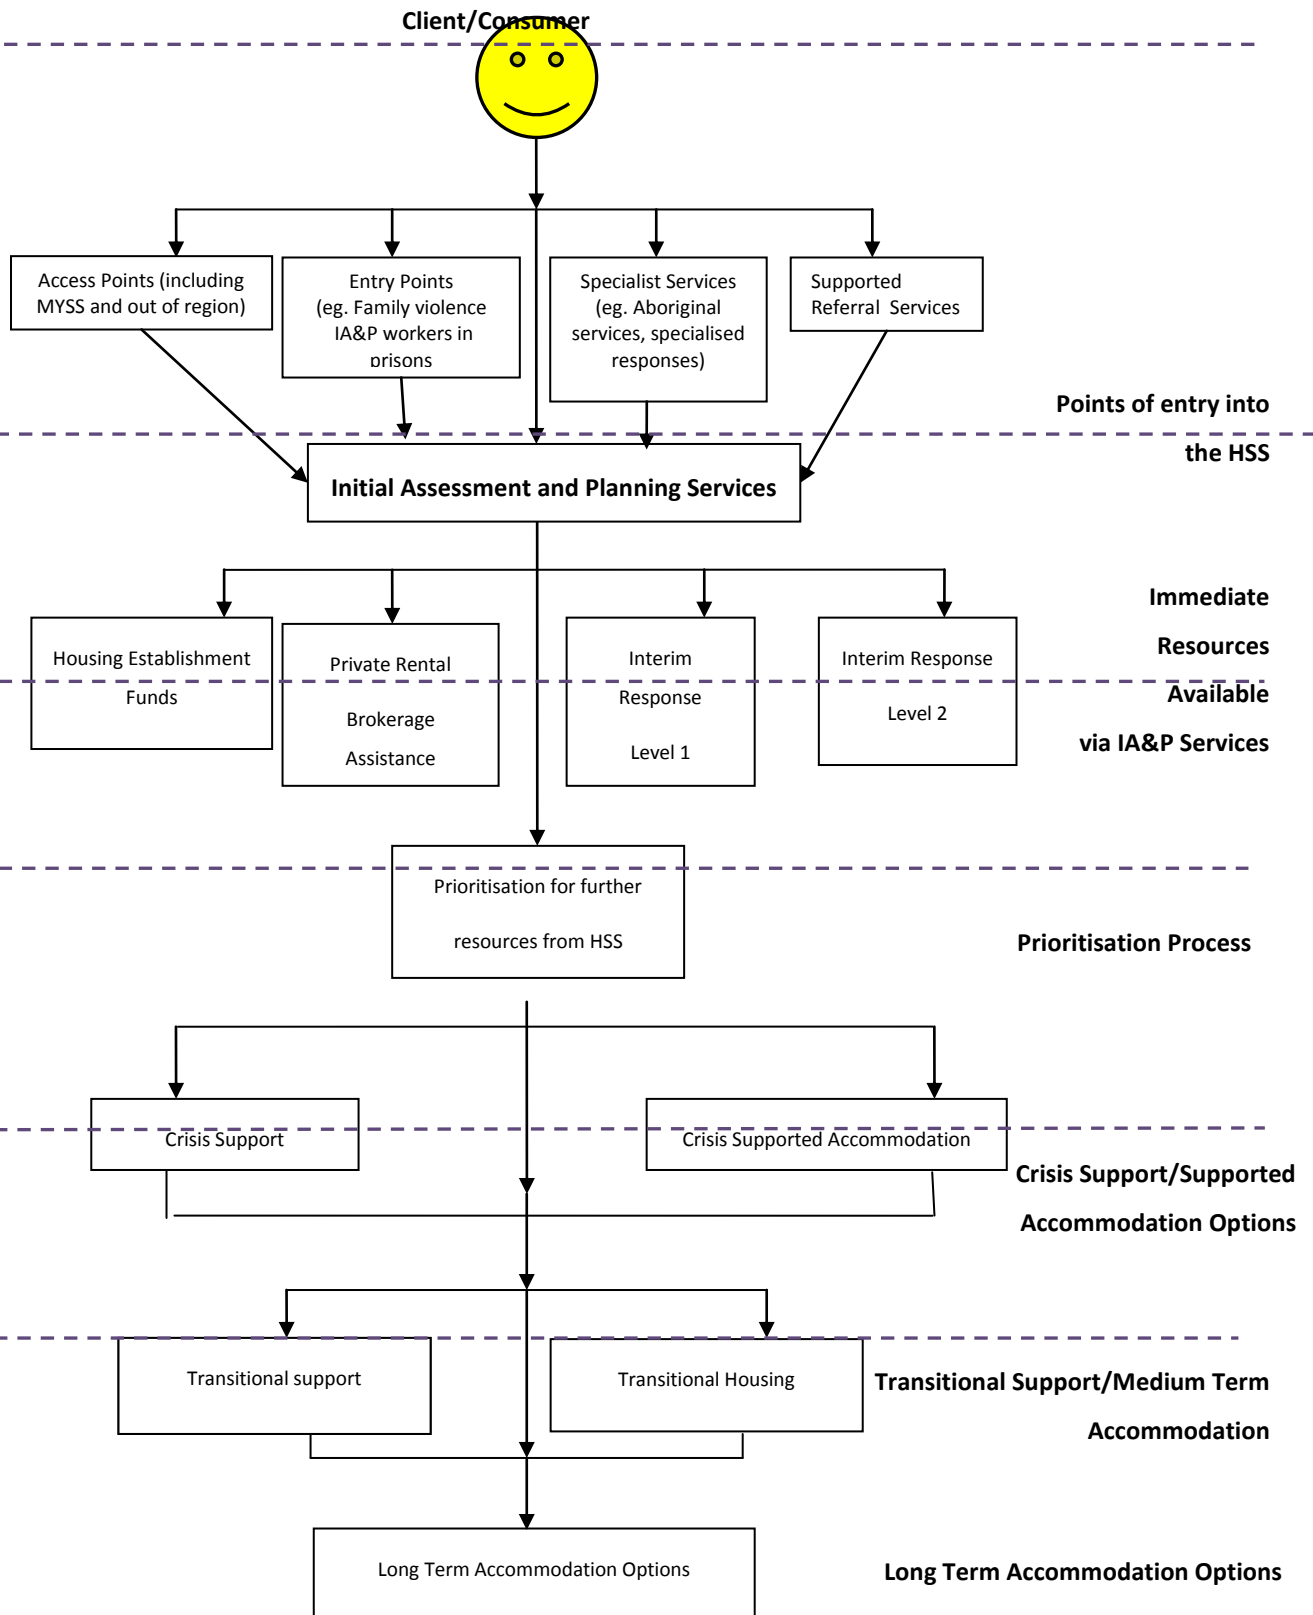 Client/Consumer
Access Points (including
MYSS and out of region)
Entry Points
(eg. Family violence
IA&P workers in
prisons
Specialist Services
(eg. Aboriginal
services, specialised
responses)
Supported
Referral Services
Points of entry into
the HSS
Initial Assessment and Planning Services
Immediate
Resources
Available
via IA&P Services
Housing Establishment
Funds
Private Rental
Brokerage
Assistance
Interim
Response
Level 1
Interim Response
Level 2
Prioritisation for further
resources from HSS
Prioritisation Process
Crisis Support
Crisis Supported Accommodation
Crisis Support/Supported
Accommodation Options
Transitional support
Transitional Housing
Transitional Support/Medium Term
Accommodation
Long Term Accommodation Options
Long Term Accommodation Options